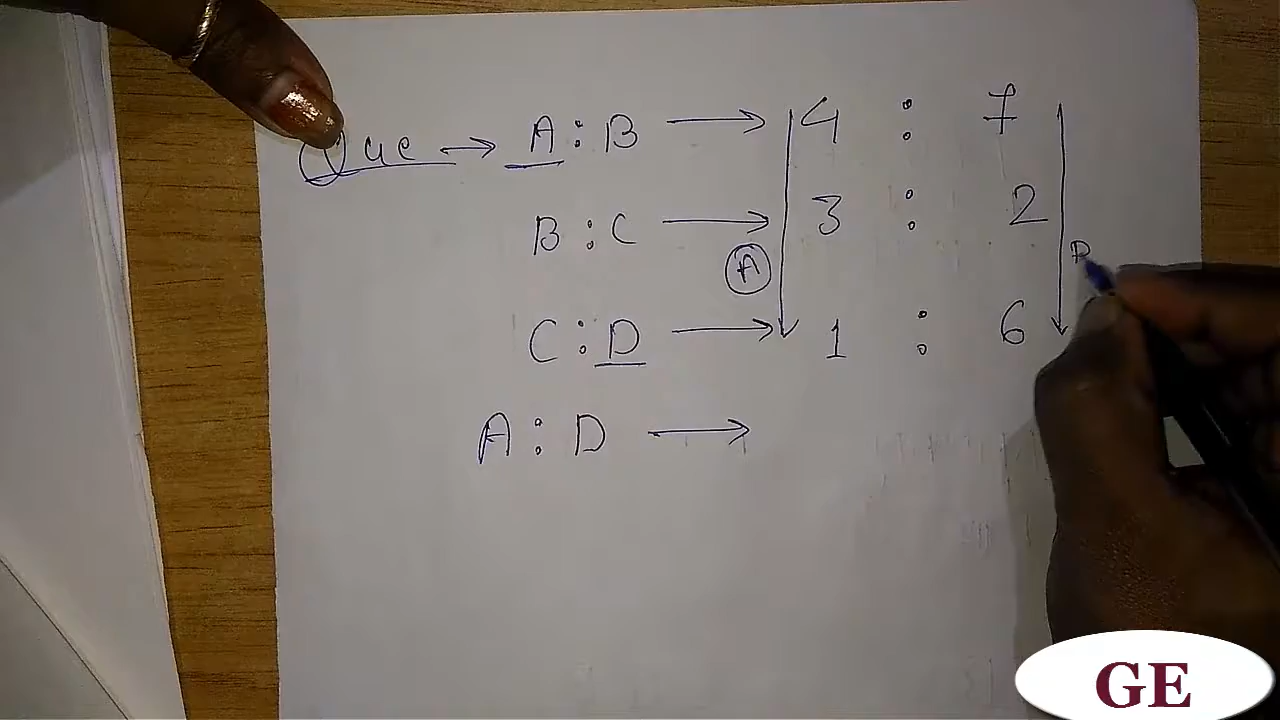 Que → A : B → 4 : 7
B : C → 3 : 2
A
D
C : D → 1 : 6
A : D →
GE